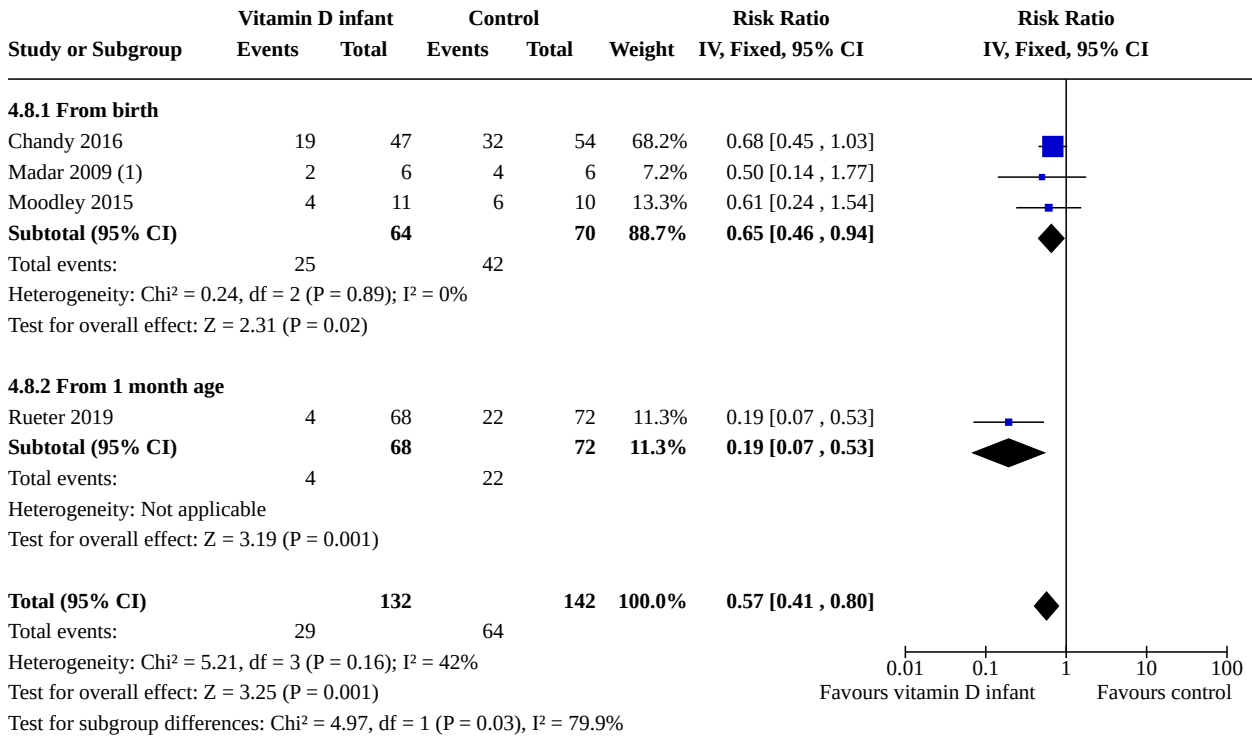 Vitamin D infant Control Risk Ratio Risk Ratio
Study or Subgroup Events Total Events Total Weight IV, Fixed, 95% CI IV, Fixed, 95% CI
4.8.1 From birth
Chandy 2016 19 47 32 54 68.2% 0.68 [0.45 , 1.03]
Madar 2009 (1) 2 6 4 6 7.2% 0.50 [0.14 , 1.77]
Moodley 2015 4 11 6 10 13.3% 0.61 [0.24 , 1.54]
Subtotal (95% CI) 64 70 88.7% 0.65 [0.46 , 0.94]
Total events: 25 42
Heterogeneity: Chi² = 0.24, df = 2 (P = 0.89); I² = 0%
Test for overall effect: Z = 2.31 (P = 0.02)
4.8.2 From 1 month age
Rueter 2019 4 68 22 72 11.3% 0.19 [0.07 , 0.53]
Subtotal (95% CI) 68 72 11.3% 0.19 [0.07 , 0.53]
Total events: 4 22
Heterogeneity: Not applicable
Test for overall effect: Z = 3.19 (P = 0.001)
Total (95% CI) 132 142 100.0% 0.57 [0.41 , 0.80]
Total events: 29 64
Heterogeneity: Chi² = 5.21, df = 3 (P = 0.16); I² = 42%
0.01 0.1 1 10 100
Test for overall effect: Z = 3.25 (P = 0.001) Favours vitamin D infant Favours control
Test for subgroup differences: Chi² = 4.97, df = 1 (P = 0.03), I² = 79.9%